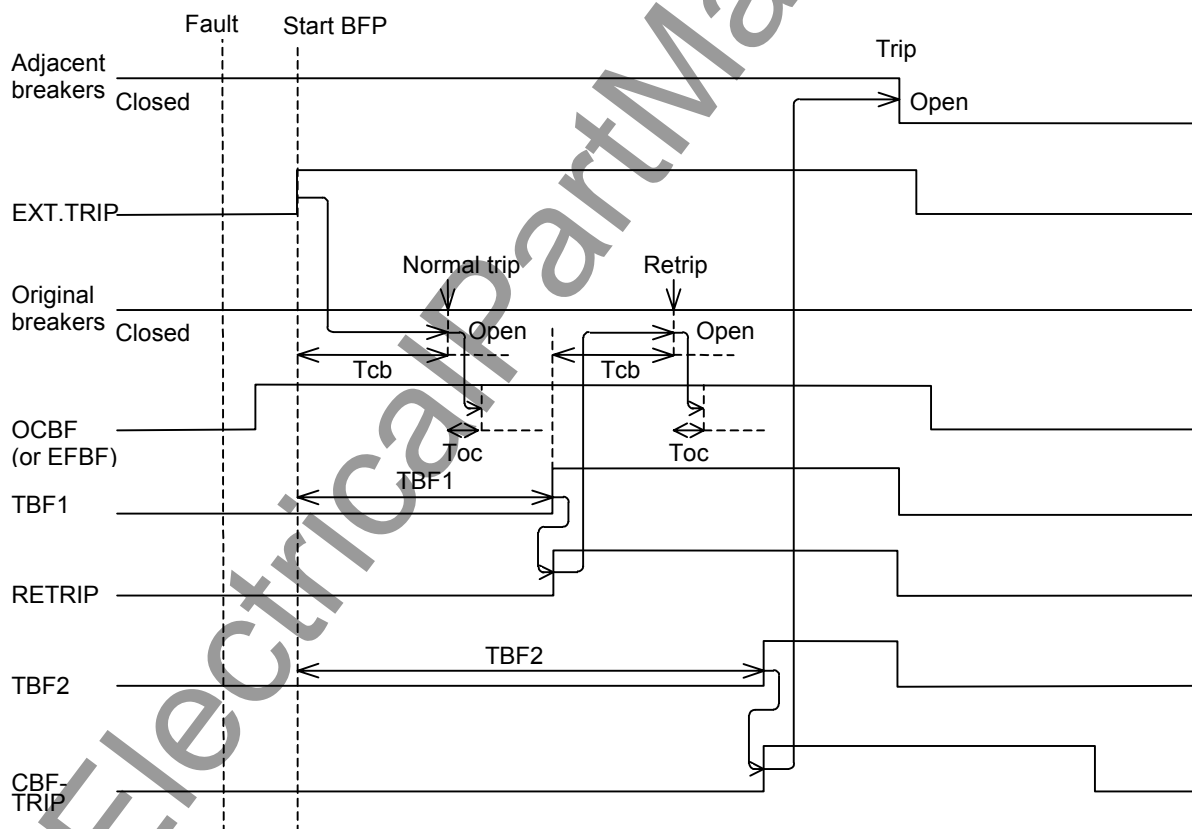 Fault
Start BFP
Trip
Adjacent
breakers
Closed
Open
EXT.TRIP
Normal trip
Retrip
Original
breakers
Closed
Open
Open
Tcb
Tcb
OCBF
(or EFBF)
Toc
Toc
TBF1
TBF1
RETRIP
TBF2
TBF2
CBF-
TRIP
ElectricalPartMa